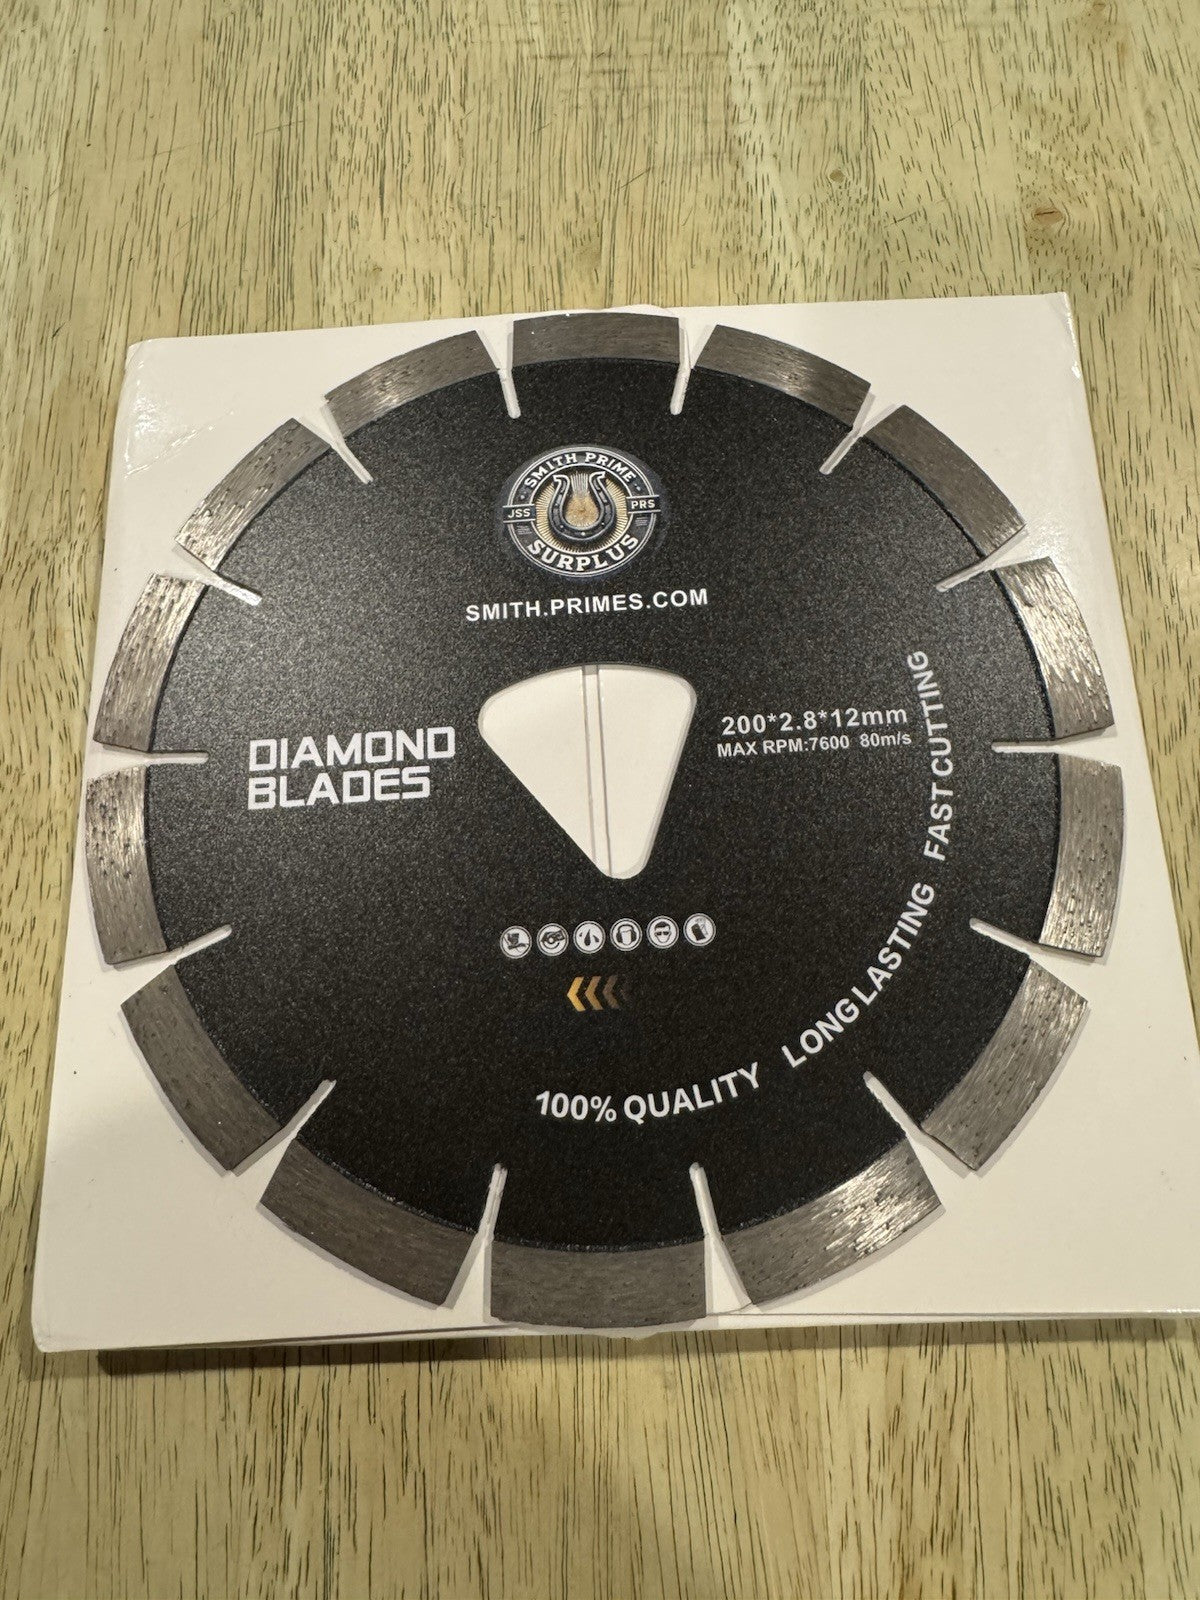 SMITH PRIME
JSS
PRS
SURPLUS
SMITH.PRIMES.COM
DIAMOND
BLADES
200*2.8*12mm
MAX RPM:7600 80m/s
100% QUALITY LONG LASTING FAST CUTTING